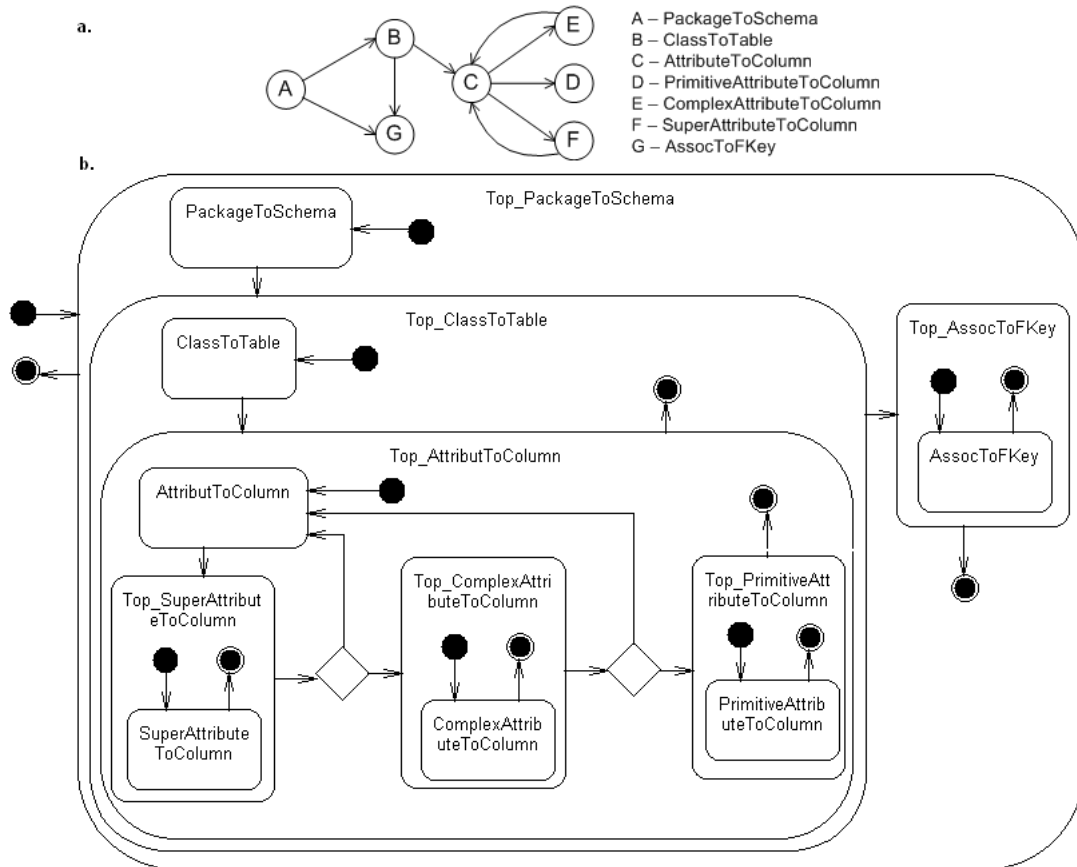 a.
A
B
G
C
E
D
F
A – PackageToSchema
B – ClassToTable
C – AttributeToColumn
D – PrimitiveAttributeToColumn
E – ComplexAttributeToColumn
F – SuperAttributeToColumn
G – AssocToFKey
b.
Top_PackageToSchema
PackageToSchema
Top_ClassToTable
ClassToTable
Top_AssocToFKey
AssocToFKey
Top_AttributToColumn
AttributToColumn
Top_SuperAttribut
eToColumn
SuperAttribute
ToColumn
Top_ComplexAttri
buteToColumn
ComplexAttrib
uteToColumn
Top_PrimitiveAtt
ributeToColumn
PrimitiveAttrib
uteToColumn